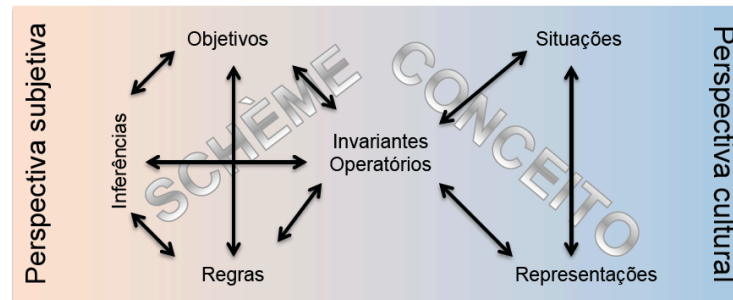 Perspectiva subjetiva
Objetivos
Situações
SCHÈME
CONCEITO
Inferências
Invariantes
Operatórios
Regras
Representações
Perspectiva cultural